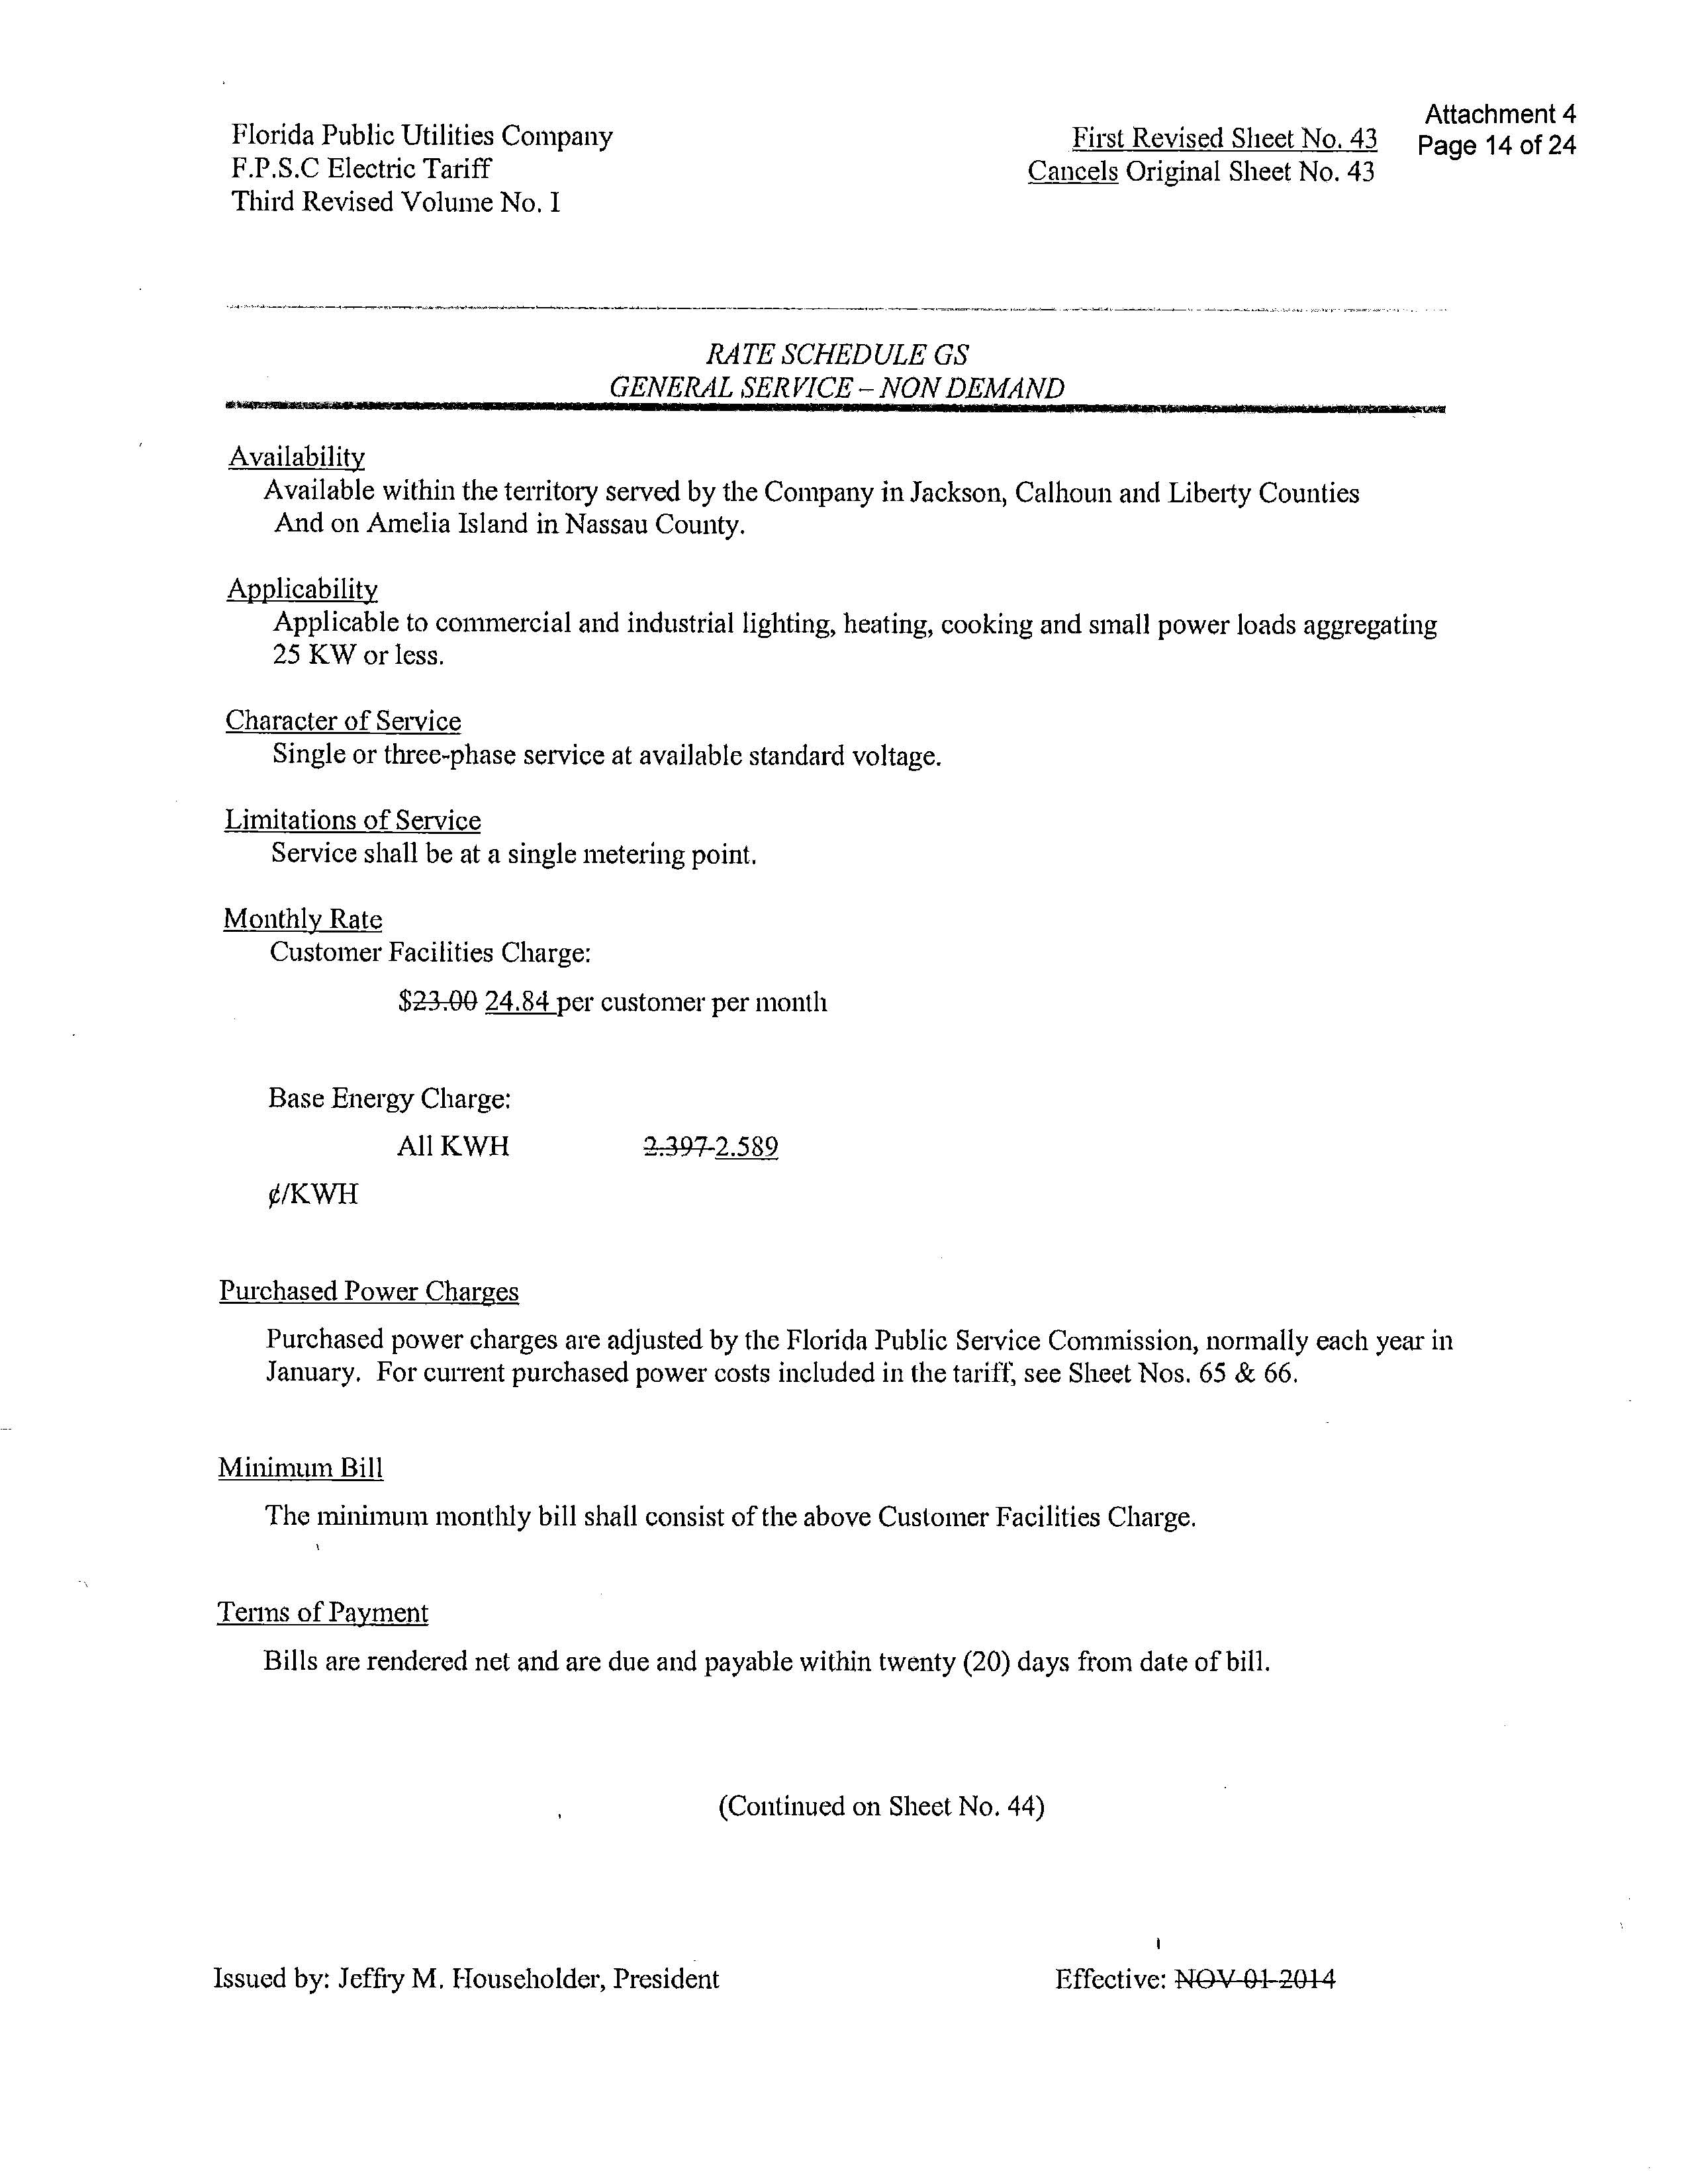 Attachment 4
Florida Public Utilities Company
First Revised Sheet No. 43
Page 14 of 24
F.P.S.C Electric Tariff
Cancels Original Sheet No. 43
Third Revised Volume No. I
RATE SCHEDULE GS
GENERAL SERVICE – NON DEMAND
Availability
Available within the territory served by the Company in Jackson, Calhoun and Liberty Counties
And on Amelia Island in Nassau County.
Applicability
Applicable to commercial and industrial lighting, heating, cooking and small power loads aggregating
25 KW or less.
Character of Service
Single or three-phase service at available standard voltage.
Limitations of Service
Service shall be at a single metering point.
Monthly Rate
Customer Facilities Charge:
$23.00 24.84 per customer per month
Base Energy Charge:
All KWH 2.397 2.589
¢/KWH
Purchased Power Charges
Purchased power charges are adjusted by the Florida Public Service Commission, normally each year in
January. For current purchased power costs included in the tariff, see Sheet Nos. 65 & 66.
Minimum Bill
The minimum monthly bill shall consist of the above Customer Facilities Charge.
Terms of Payment
Bills are rendered net and are due and payable within twenty (20) days from date of bill.
(Continued on Sheet No. 44)
Issued by: Jeffry M. Householder, President
Effective: NOV 01 2014